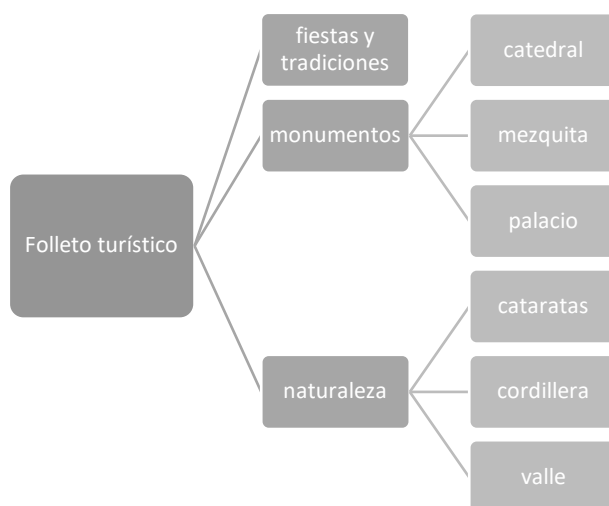 Folleto turístico
fiestas y
tradiciones
monumentos
catedral
mezquita
palacio
naturaleza
cataratas
cordillera
valle